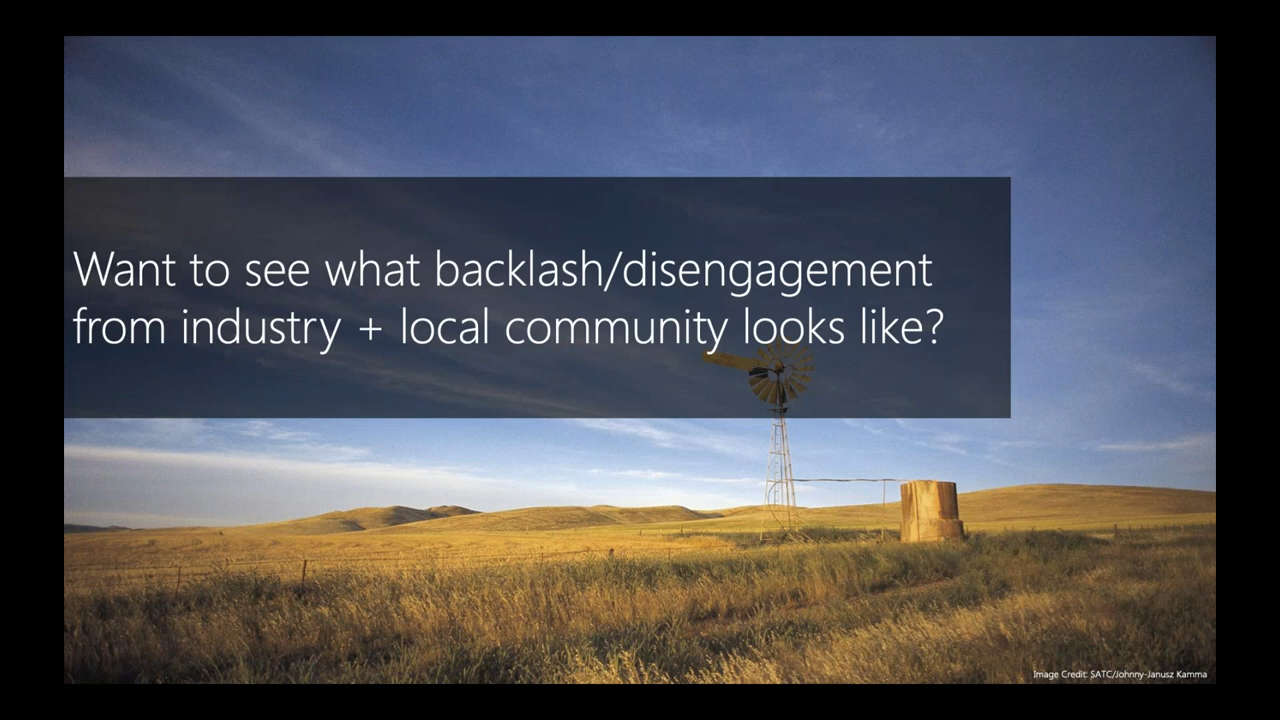 Want to see what backlash/disengagement
from industry + local community looks like?
Image Credit: SATC/Johnny-Janusz Kamma